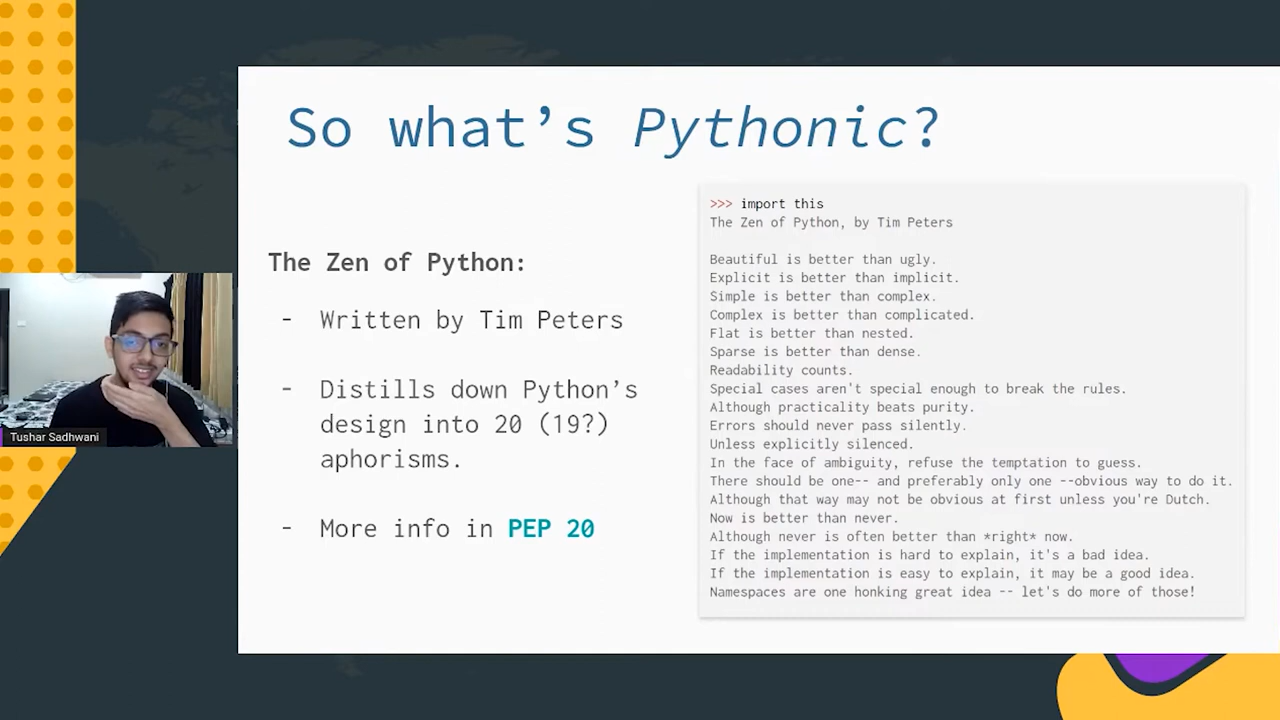 So what’s Pythonic?
The Zen of Python:
- Written by Tim Peters
- Distills down Python’s
design into 20 (19?)
aphorisms.
- More info in PEP 20
>>> import this
The Zen of Python, by Tim Peters
Beautiful is better than ugly.
Explicit is better than implicit.
Simple is better than complex.
Complex is better than complicated.
Flat is better than nested.
Sparse is better than dense.
Readability counts.
Special cases aren't special enough to break the rules.
Although practicality beats purity.
Errors should never pass silently.
Unless explicitly silenced.
In the face of ambiguity, refuse the temptation to guess.
There should be one-- and preferably only one --obvious way to do it.
Although that way may not be obvious at first unless you're Dutch.
Now is better than never.
Although never is often better than *right* now.
If the implementation is hard to explain, it's a bad idea.
If the implementation is easy to explain, it may be a good idea.
Namespaces are one honking great idea -- let's do more of those!
Tushar Sadhwani